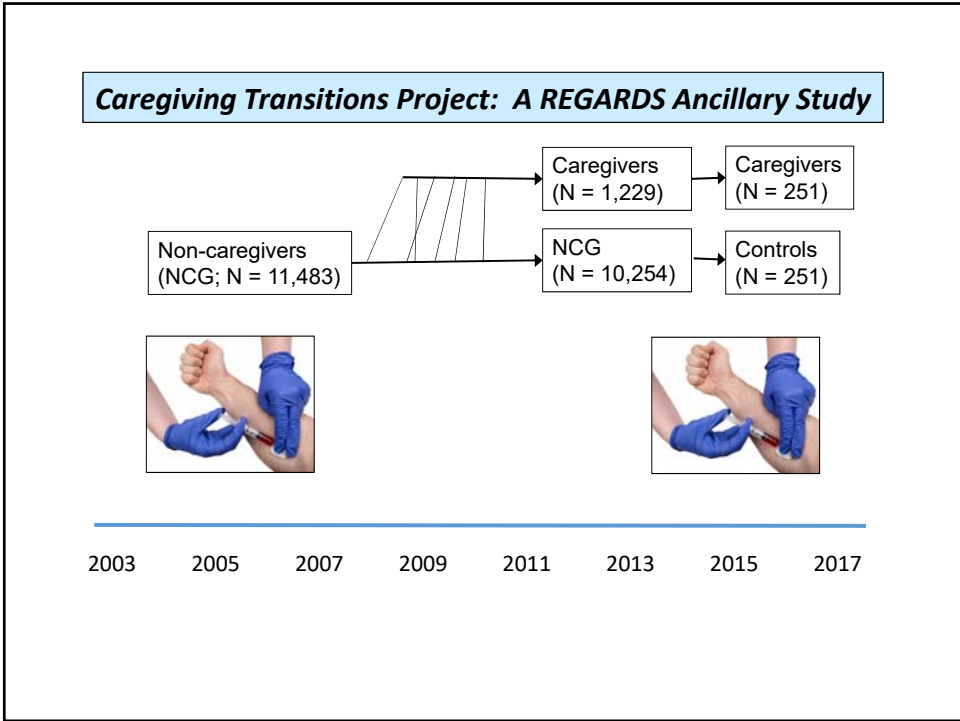 Caregiving Transitions Project:  A REGARDS Ancillary Study
Caregivers
(N = 1,229)
Caregivers
(N = 251)
Non-caregivers
(NCG; N = 11,483)
NCG
(N = 10,254)
Controls
(N = 251)
2003 2005 2007 2009 2011 2013 2015 2017